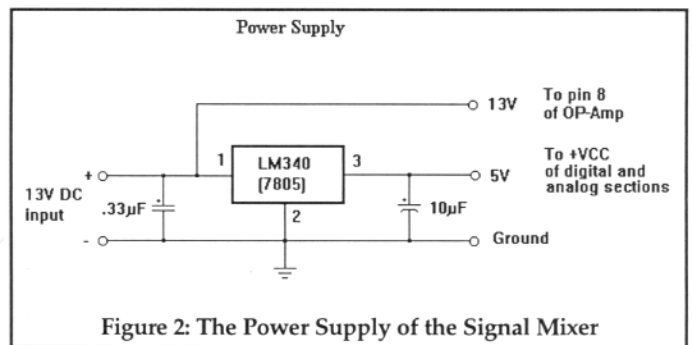 Power Supply
13V
To pin 8
of OP-Amp
1
LM340
(7805)
3
2
+
13V DC
input
-
.33µF
+
10µF
+
5V
To +VCC
of digital and
analog sections
Ground
Figure 2: The Power Supply of the Signal Mixer